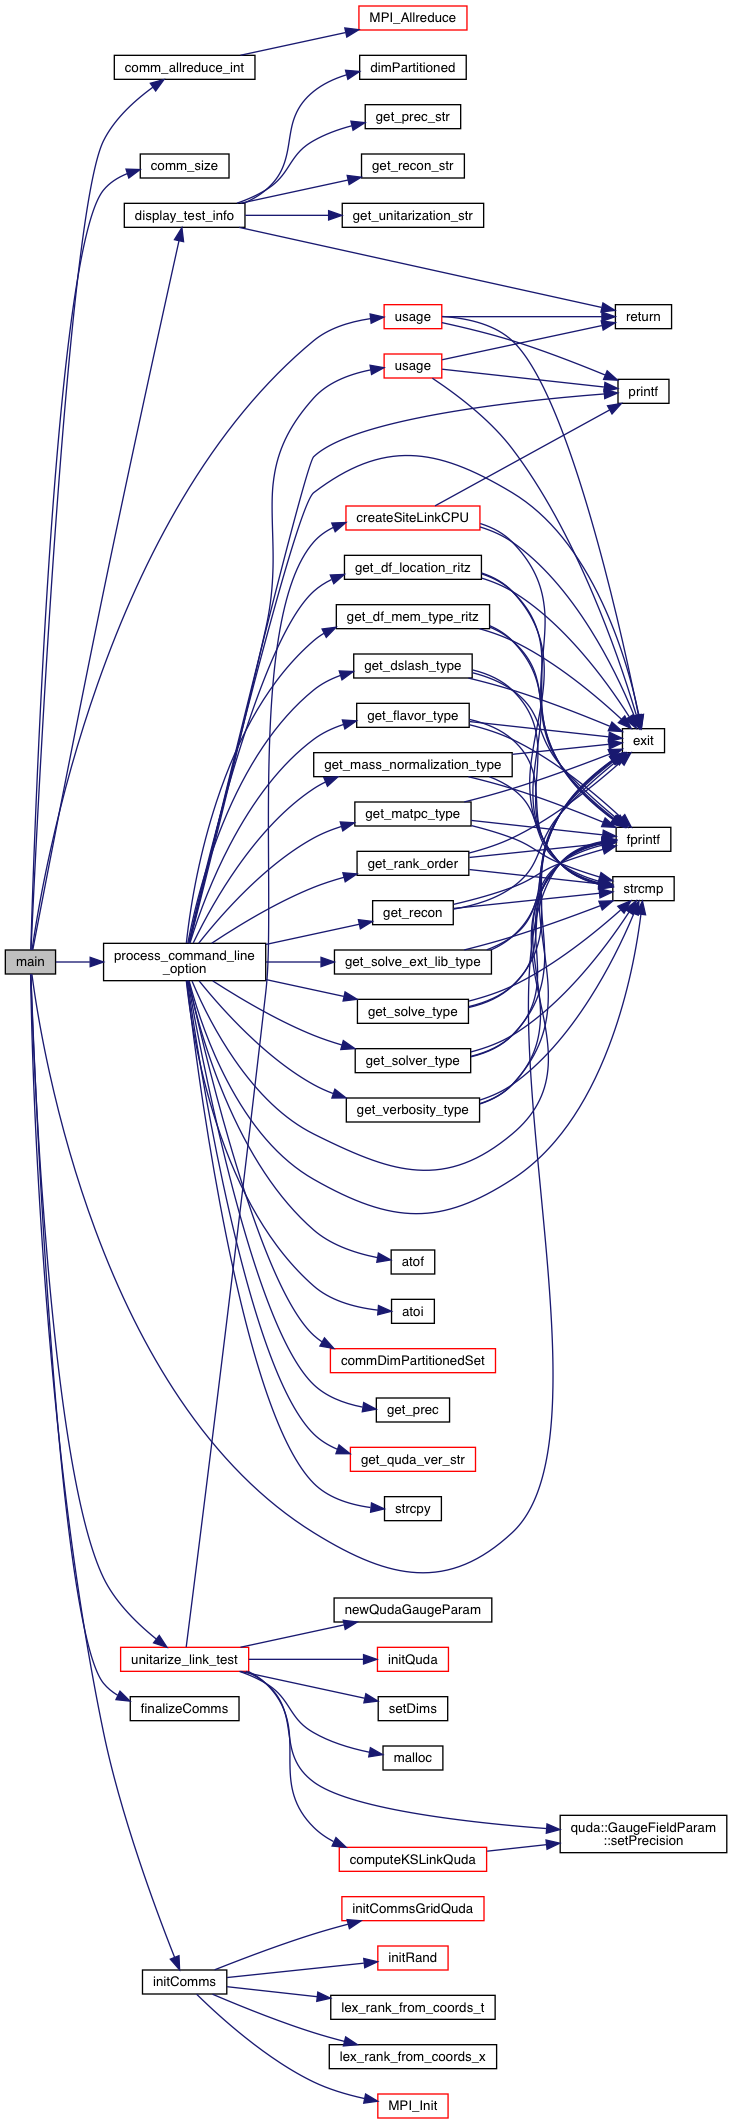 MPI_Allreduce
comm_allreduce_int
dimPartitioned
get_prec_str
comm_size
get_recon_str
display_test_info
get_unitarization_str
usage
return
usage
printf
createSiteLinkCPU
get_df_location_ritz
get_df_mem_type_ritz
get_dslash_type
get_flavor_type
exit
get_mass_normalization_type
get_matpc_type
fprintf
get_rank_order
strcmp
get_recon
main
process_command_line
_option
get_solve_ext_lib_type
get_solve_type
get_solver_type
get_verbosity_type
atof
atoi
commDimPartitionedSet
get_prec
get_quda_ver_str
strcpy
newQudaGaugeParam
unitarize_link_test
initQuda
finalizeComms
setDims
malloc
quda::GaugeFieldParam
::setPrecision
computeKSLinkQuda
initCommsGridQuda
initRand
initComms
lex_rank_from_coords_t
lex_rank_from_coords_x
MPI_Init